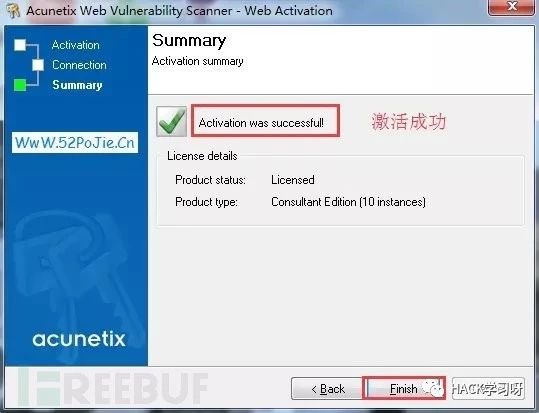 Acunetix Web Vulnerability Scanner - Web Activation
Activation
Connection
Summary
WwW.52PoJie.Cn
acunetix
Summary
Activation summary
Activation was successful!
激活成功
License details
Product status: Licensed
Product type: Consultant Edition (10 instances)
REEBUF
< Back
Finish
HACK学习呀